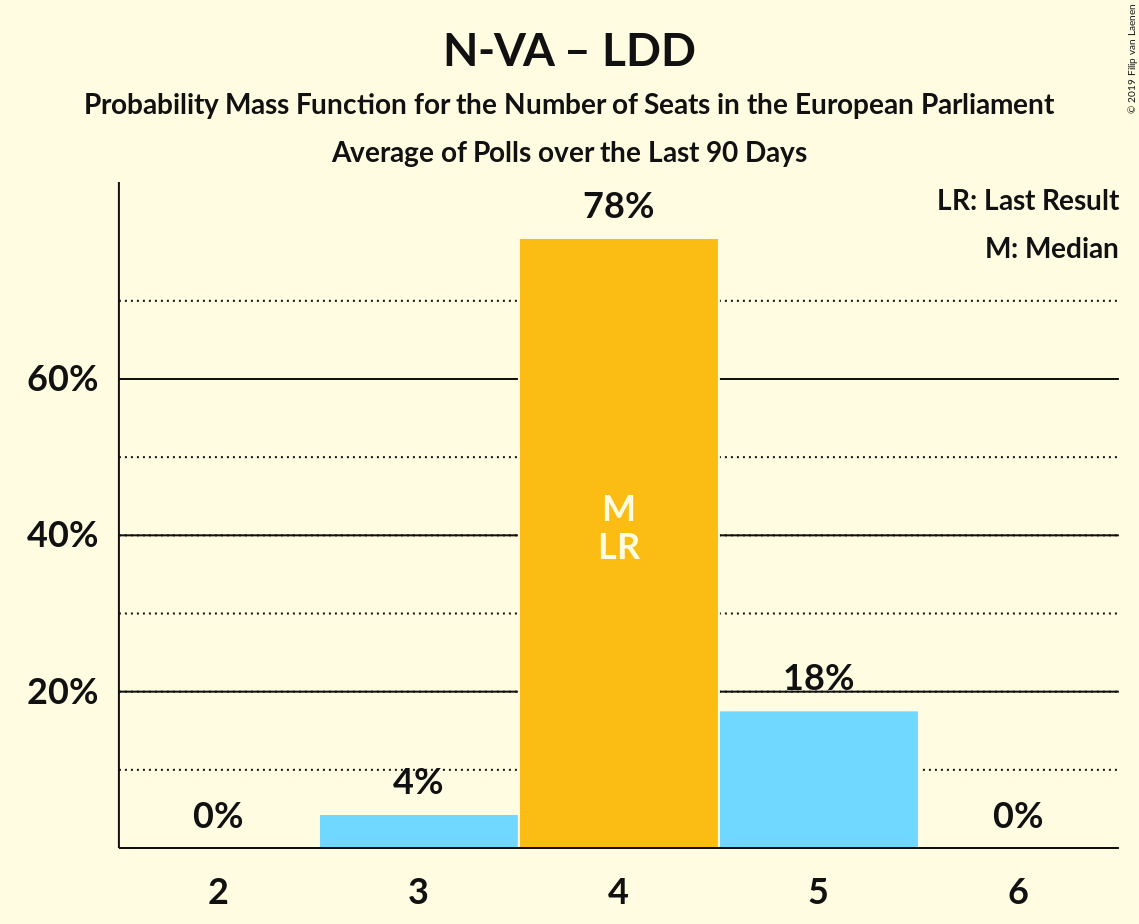 N-VA – LDD
Probability Mass Function for the Number of Seats in the European Parliament
Average of Polls over the Last 90 Days
© 2019 Filip van Laenen
LR: Last Result
M: Median
78%
60%
40%
20%
M
LR
18%
4%
0%
0%
2 3 4 5 6